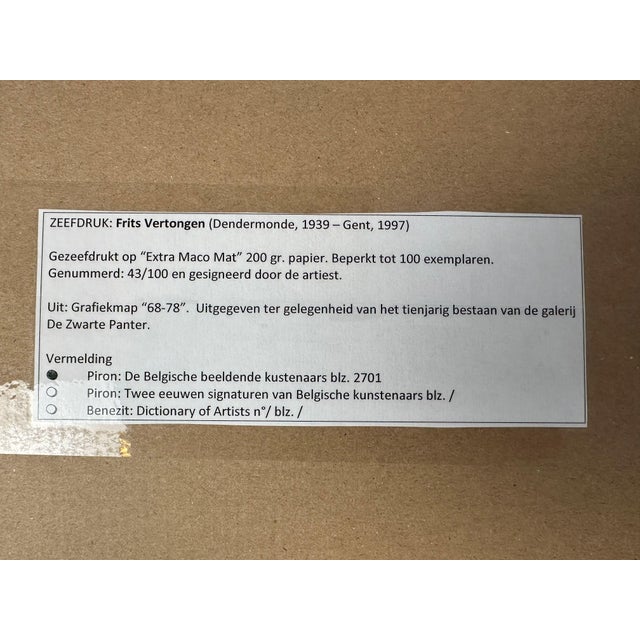 ZEEFDRUK: Frits Vertongen (Dendermonde, 1939 – Gent, 1997)
Gezeefdrukt op “Extra Maco Mat” 200 gr. papier. Beperkt tot 100 exemplaren.
Genummerd: 43/100 en gesigneerd door de artiest.
Uit: Grafiekmap “68-78”. Uitgegeven ter gelegenheid van het tienjarig bestaan van de galerij
De Zwarte Panter.
Vermelding
Piron: De Belgische beeldende kustenaars blz. 2701
Piron: Twee eeuwen signaturen van Belgische kunstenaars blz. /
Benezit: Dictionary of Artists n°/ blz. /